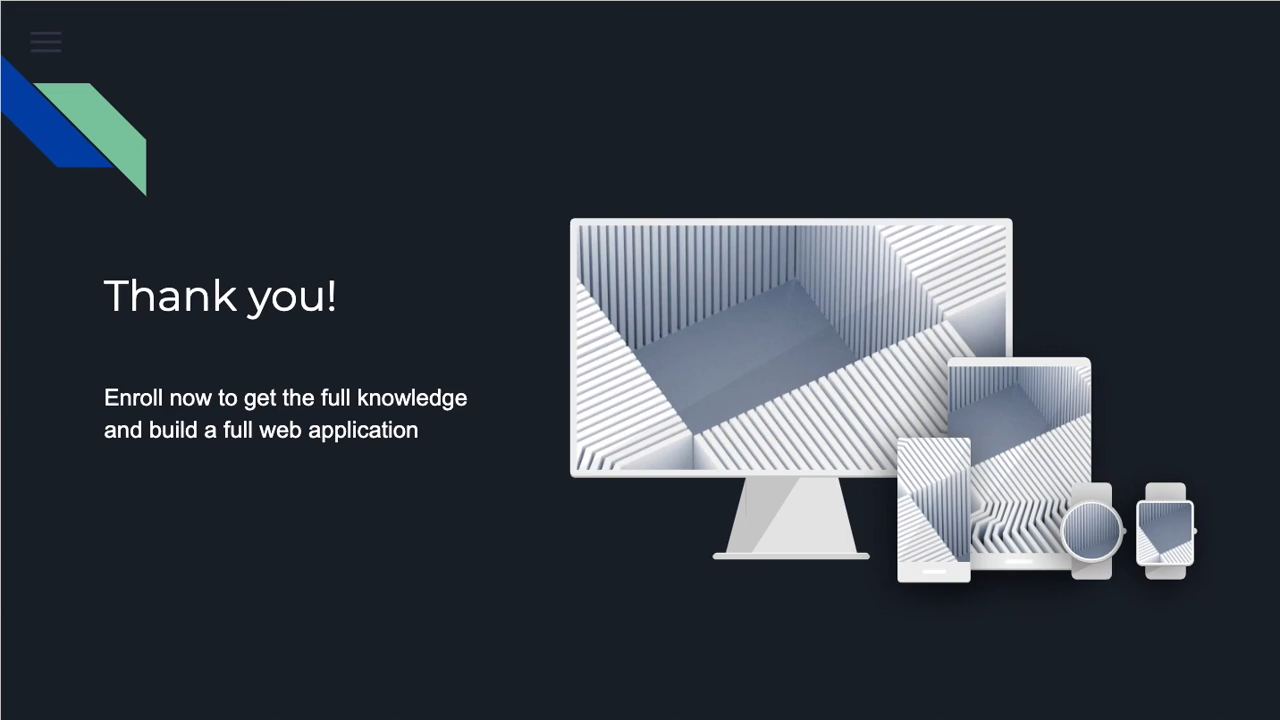 Thank you!
Enroll now to get the full knowledge
and build a full web application